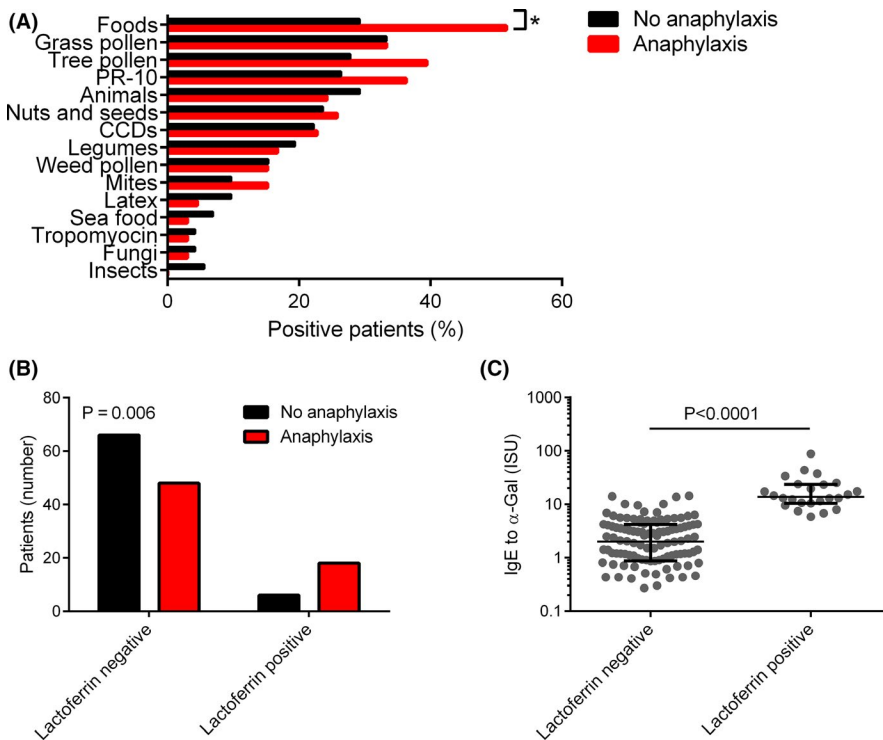 (A)
Foods
Grass pollen
Tree pollen
PR-10
Animals
Nuts and seeds
CCDs
Legumes
Weed pollen
Mites
Latex
Sea food
Tropomyocin
Fungi
Insects
*
No anaphylaxis
Anaphylaxis
0 20 40 60
Positive patients (%)
(B)
80
60
40
20
0
Patients (number)
P = 0.006
No anaphylaxis
Anaphylaxis
Lactoferrin negative
Lactoferrin positive
(C)
1000
100
10
1
0.1
IgE to α-Gal (ISU)
P<0.0001
Lactoferrin negative
Lactoferrin positive